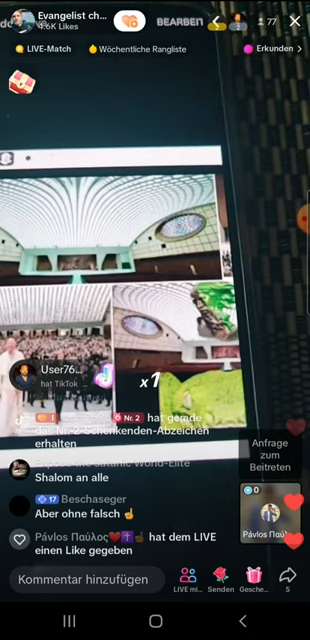 Evangelist ch...
4.6K Likes
BEARBEN
77
LIVE-Match
Wöchentliche Rangliste
Erkunden
User76...
hat TikTok
x1
Nr. 2
hat gerade
das Nr. 2-Schenkenden-Abzeichen
erhalten
Anfrage
zum
Beitreten
Shalom an alle
17 Beschaseger
Aber ohne falsch
0
Pávlos Παύλ
Pávlos Παύλος hat dem LIVE
einen Like gegeben
Kommentar hinzufügen
LIVE mi...
Senden
Gesche...
5